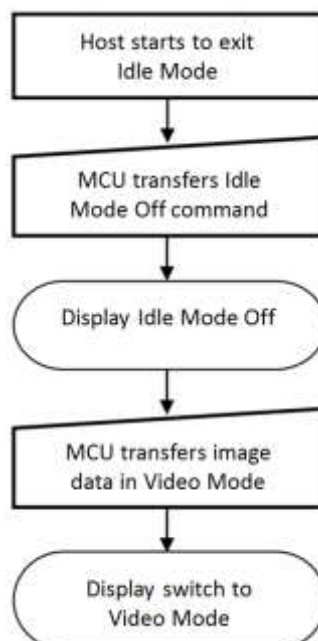 Host starts to exit
Idle Mode
MCU transfers Idle
Mode Off command
Display Idle Mode Off
MCU transfers image
data in Video Mode
Display switch to
Video Mode